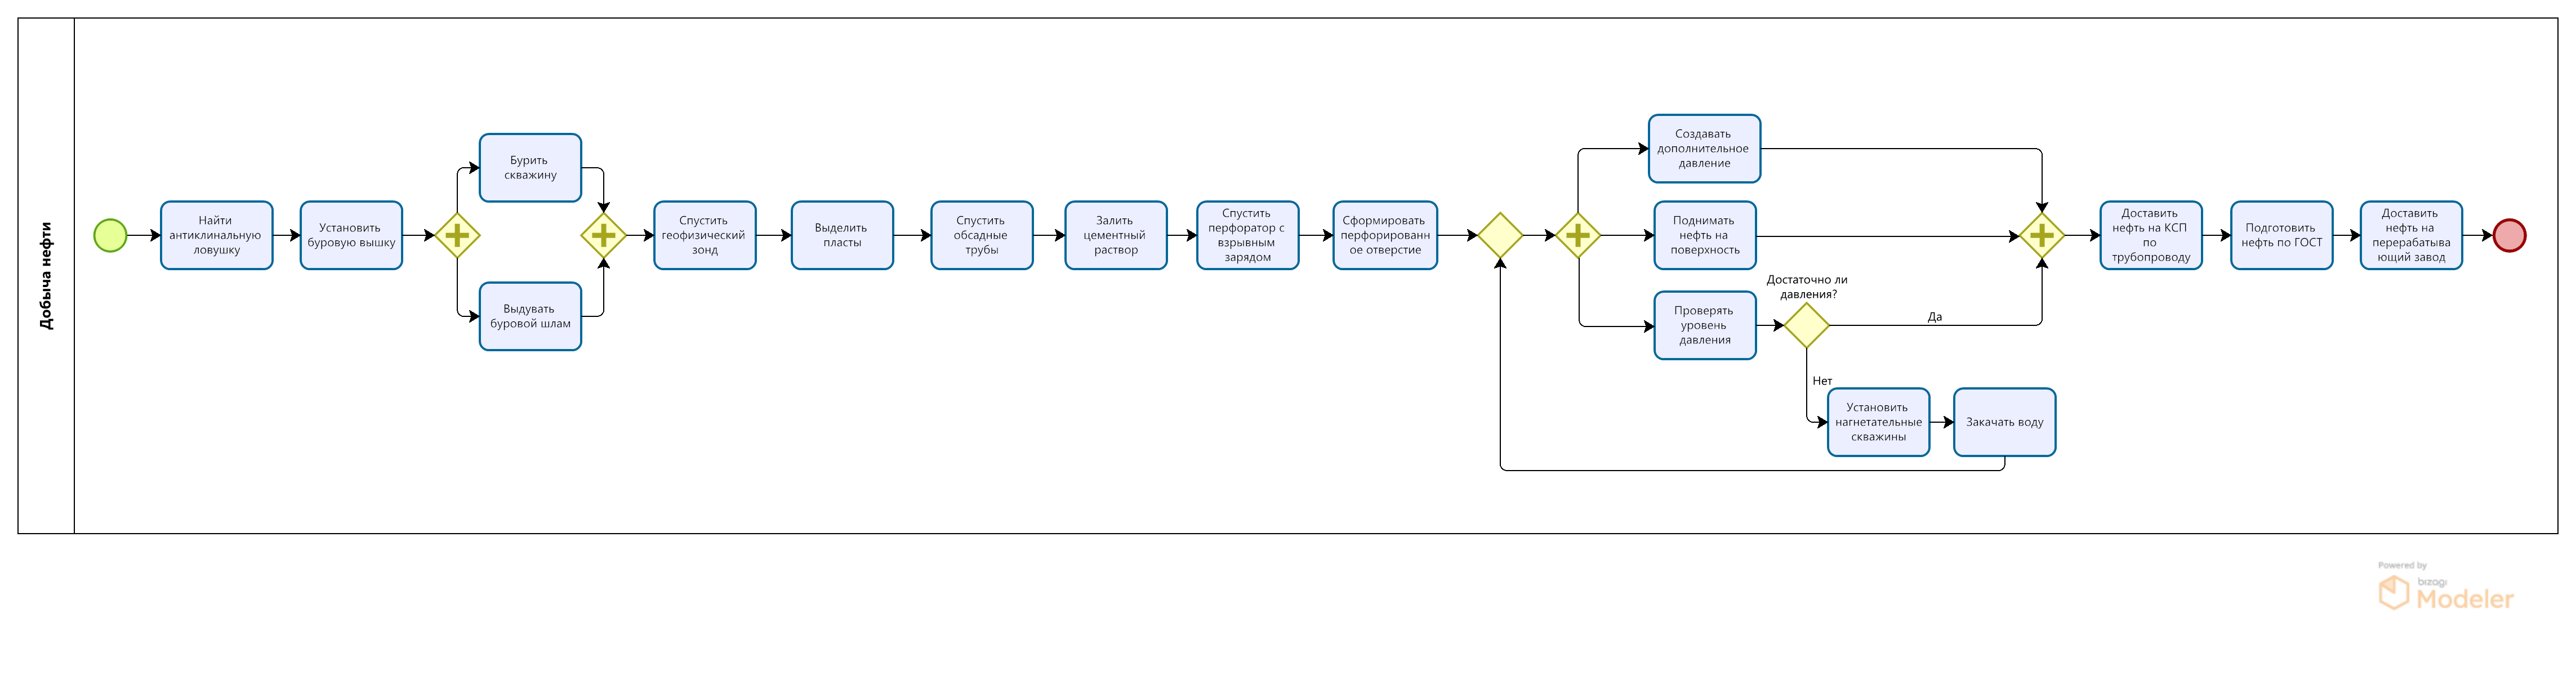 Добыча нефти
Найти
антиклинальную
ловушку
Установить
буровую вышку
Бурить
скважину
Выдувать
буровой шлам
Спустить
геофизический
зонд
Выделить
пласты
Спустить
обсадные
трубы
Залить
цементный
раствор
Спустить
перфоратор с
взрывным
зарядом
Сформировать
перфорированн
ое отверстие
Создавать
дополнительное
давление
Поднимать
нефть на
поверхность
Проверять
уровень
давления
Достаточно ли
давления?
Да
Нет
Установить
нагнетательные
скважины
Закачать воду
Доставить
нефть на КСП
по
трубопроводу
Подготовить
нефть по ГОСТ
Доставить
нефть на
перерабатыва
ющий завод
Powered by
bizagi
Modeler